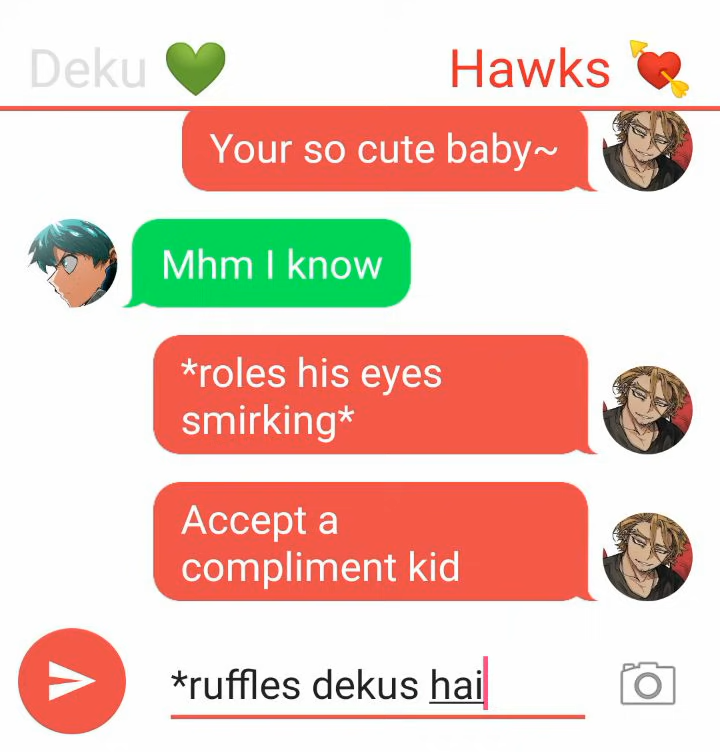 Deku 💚 Hawks 💘
Your so cute baby~
Mhm I know
*roles his eyes
smirking*
Accept a
compliment kid
*ruffles dekus hai